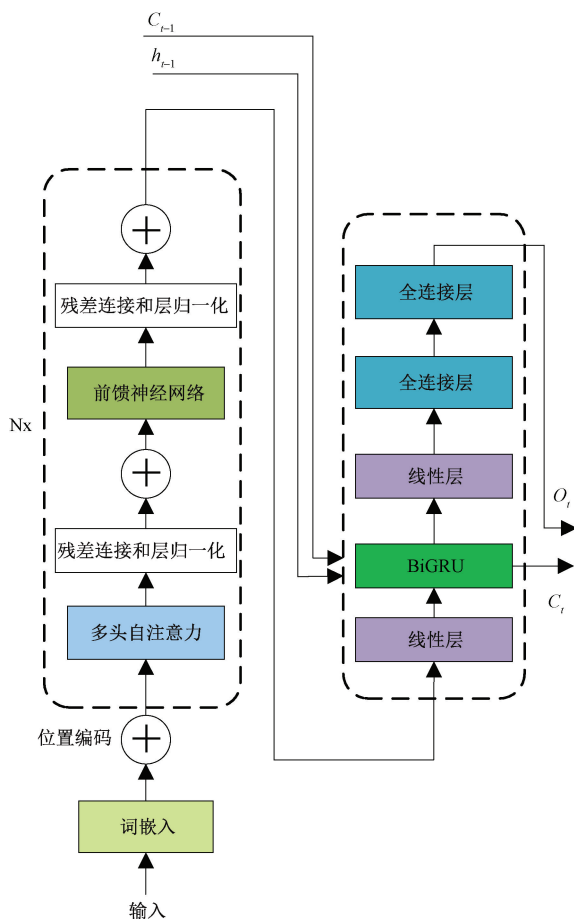 C_{t-1}
h_{t-1}
残差连接和层归一化
前馈神经网络
Nx
残差连接和层归一化
多头自注意力
位置编码
词嵌入
输入
全连接层
全连接层
线性层
O_t
BiGRU
C_t
线性层